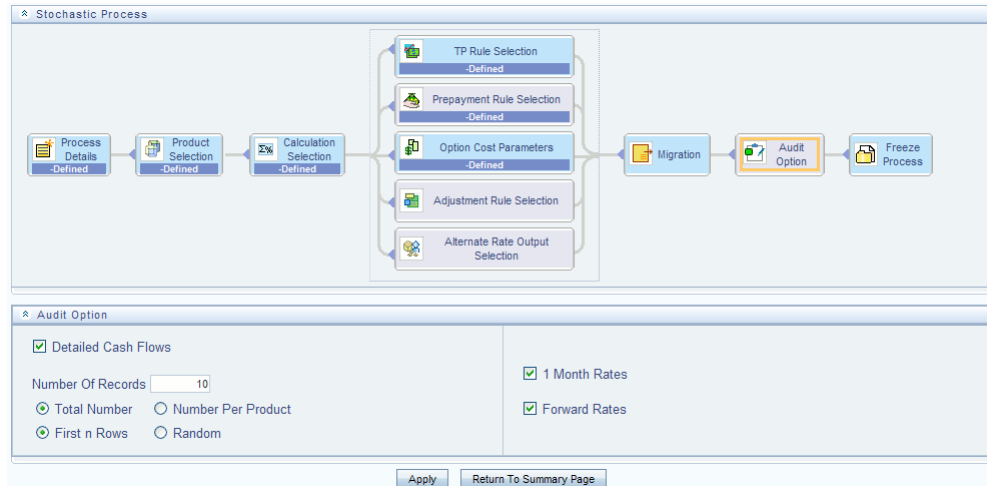 Stochastic Process
Process
Details
-Defined
Product
Selection
-Defined
Σ%
Calculation
Selection
-Defined
TP Rule Selection
-Defined
Prepayment Rule Selection
-Defined
Option Cost Parameters
-Defined
Adjustment Rule Selection
Alternate Rate Output
Selection
Migration
Audit
Option
Freeze
Process
Audit Option
Detailed Cash Flows
Number Of Records 10
Total Number Number Per Product
First n Rows Random
1 Month Rates
Forward Rates
Apply Return To Summary Page